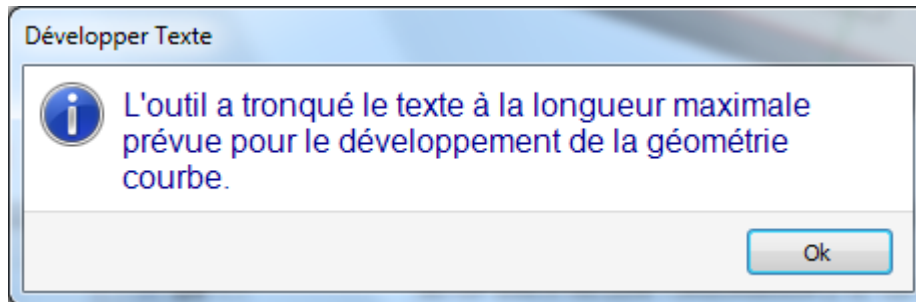 Développer Texte
L'outil a tronqué le texte à la longueur maximale
prévue pour le développement de la géométrie
courbe.
Ok